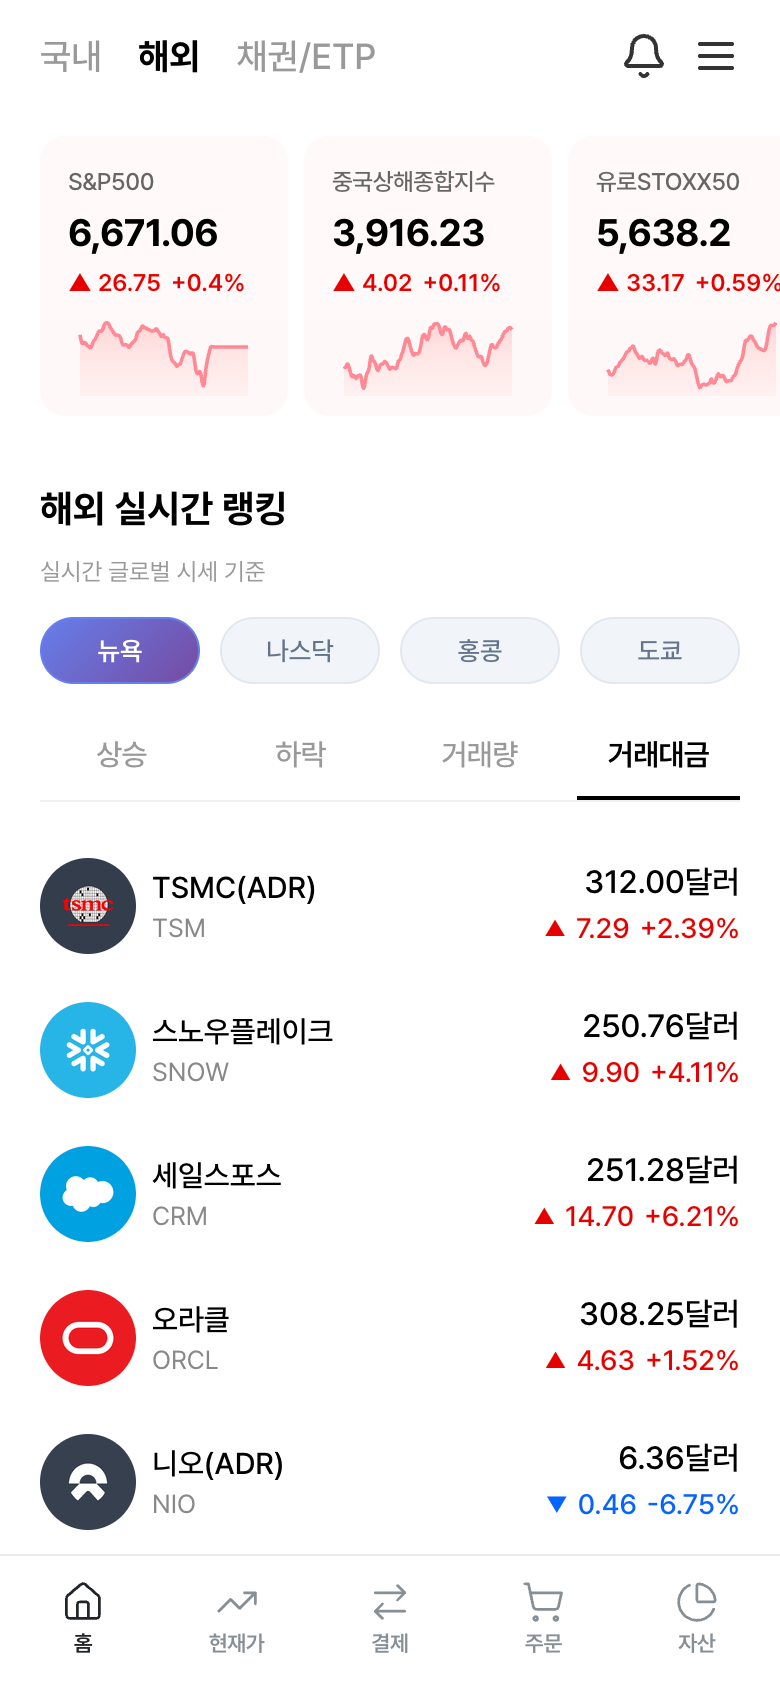 국내 해외 채권/ETP
S&P500
6,671.06
▲ 26.75 +0.4%
중국상해종합지수
3,916.23
▲ 4.02 +0.11%
유로STOXX50
5,638.2
▲ 33.17 +0.59%
해외 실시간 랭킹
실시간 글로벌 시세 기준
뉴욕 나스닥 홍콩 도쿄
상승 하락 거래량 거래대금
tsmc
TSMC(ADR) 312.00달러
TSM ▲ 7.29 +2.39%
스노우플레이크 250.76달러
SNOW ▲ 9.90 +4.11%
세일스포스 251.28달러
CRM ▲ 14.70 +6.21%
오라클 308.25달러
ORCL ▲ 4.63 +1.52%
니오(ADR) 6.36달러
NIO ▼ 0.46 -6.75%
홈 현재가 결제 주문 자산